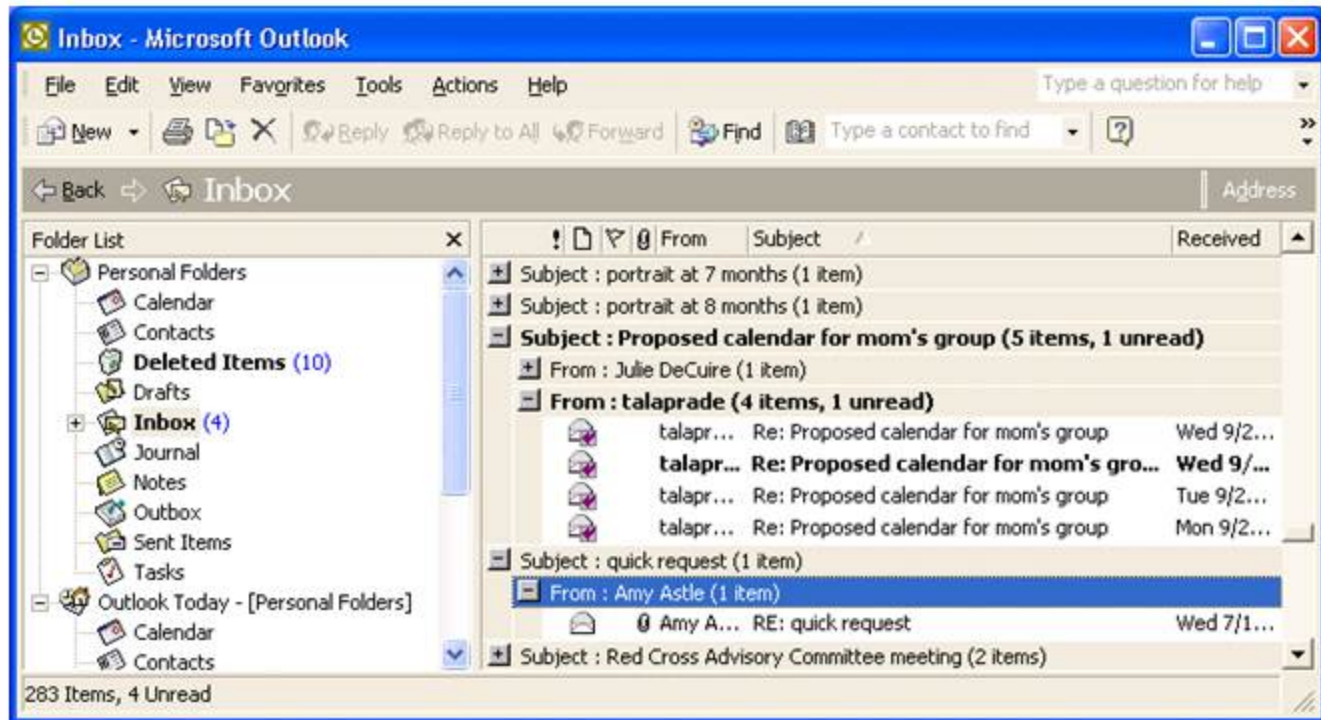 Inbox - Microsoft Outlook
File Edit View Favorites Tools Actions Help Type a question for help
New Reply Reply to All Forward Find Type a contact to find
Back Inbox Address
Folder List
Personal Folders
Calendar
Contacts
Deleted Items (10)
Drafts
Inbox (4)
Journal
Notes
Outbox
Sent Items
Tasks
Outlook Today - [Personal Folders]
Calendar
Contacts
From Subject Received
Subject : portrait at 7 months (1 item)
Subject : portrait at 8 months (1 item)
Subject : Proposed calendar for mom's group (5 items, 1 unread)
From : Julie DeCuire (1 item)
From : talaprade (4 items, 1 unread)
talapr... Re: Proposed calendar for mom's group Wed 9/2...
talapr... Re: Proposed calendar for mom's gro... Wed 9/...
talapr... Re: Proposed calendar for mom's group Tue 9/2...
talapr... Re: Proposed calendar for mom's group Mon 9/2...
Subject : quick request (1 item)
From : Amy Astle (1 item)
Amy A... RE: quick request Wed 7/1...
Subject : Red Cross Advisory Committee meeting (2 items)
283 Items, 4 Unread